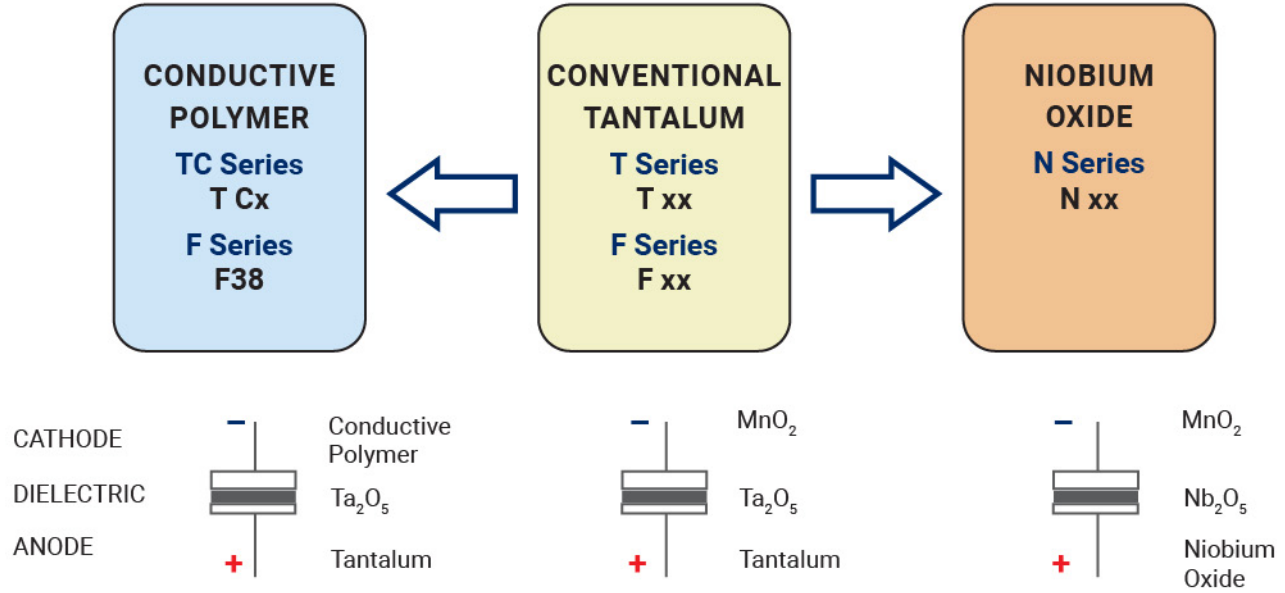 CONDUCTIVE
POLYMER
TC Series
T Cx
F Series
F38
CONVENTIONAL
TANTALUM
T Series
T xx
F Series
F xx
NIOBIUM
OXIDE
N Series
N xx
CATHODE
DIELECTRIC
ANODE
−
Conductive
Polymer
Ta₂O₅
+
Tantalum
−
MnO₂
Ta₂O₅
+
Tantalum
−
MnO₂
Nb₂O₅
+
Niobium
Oxide